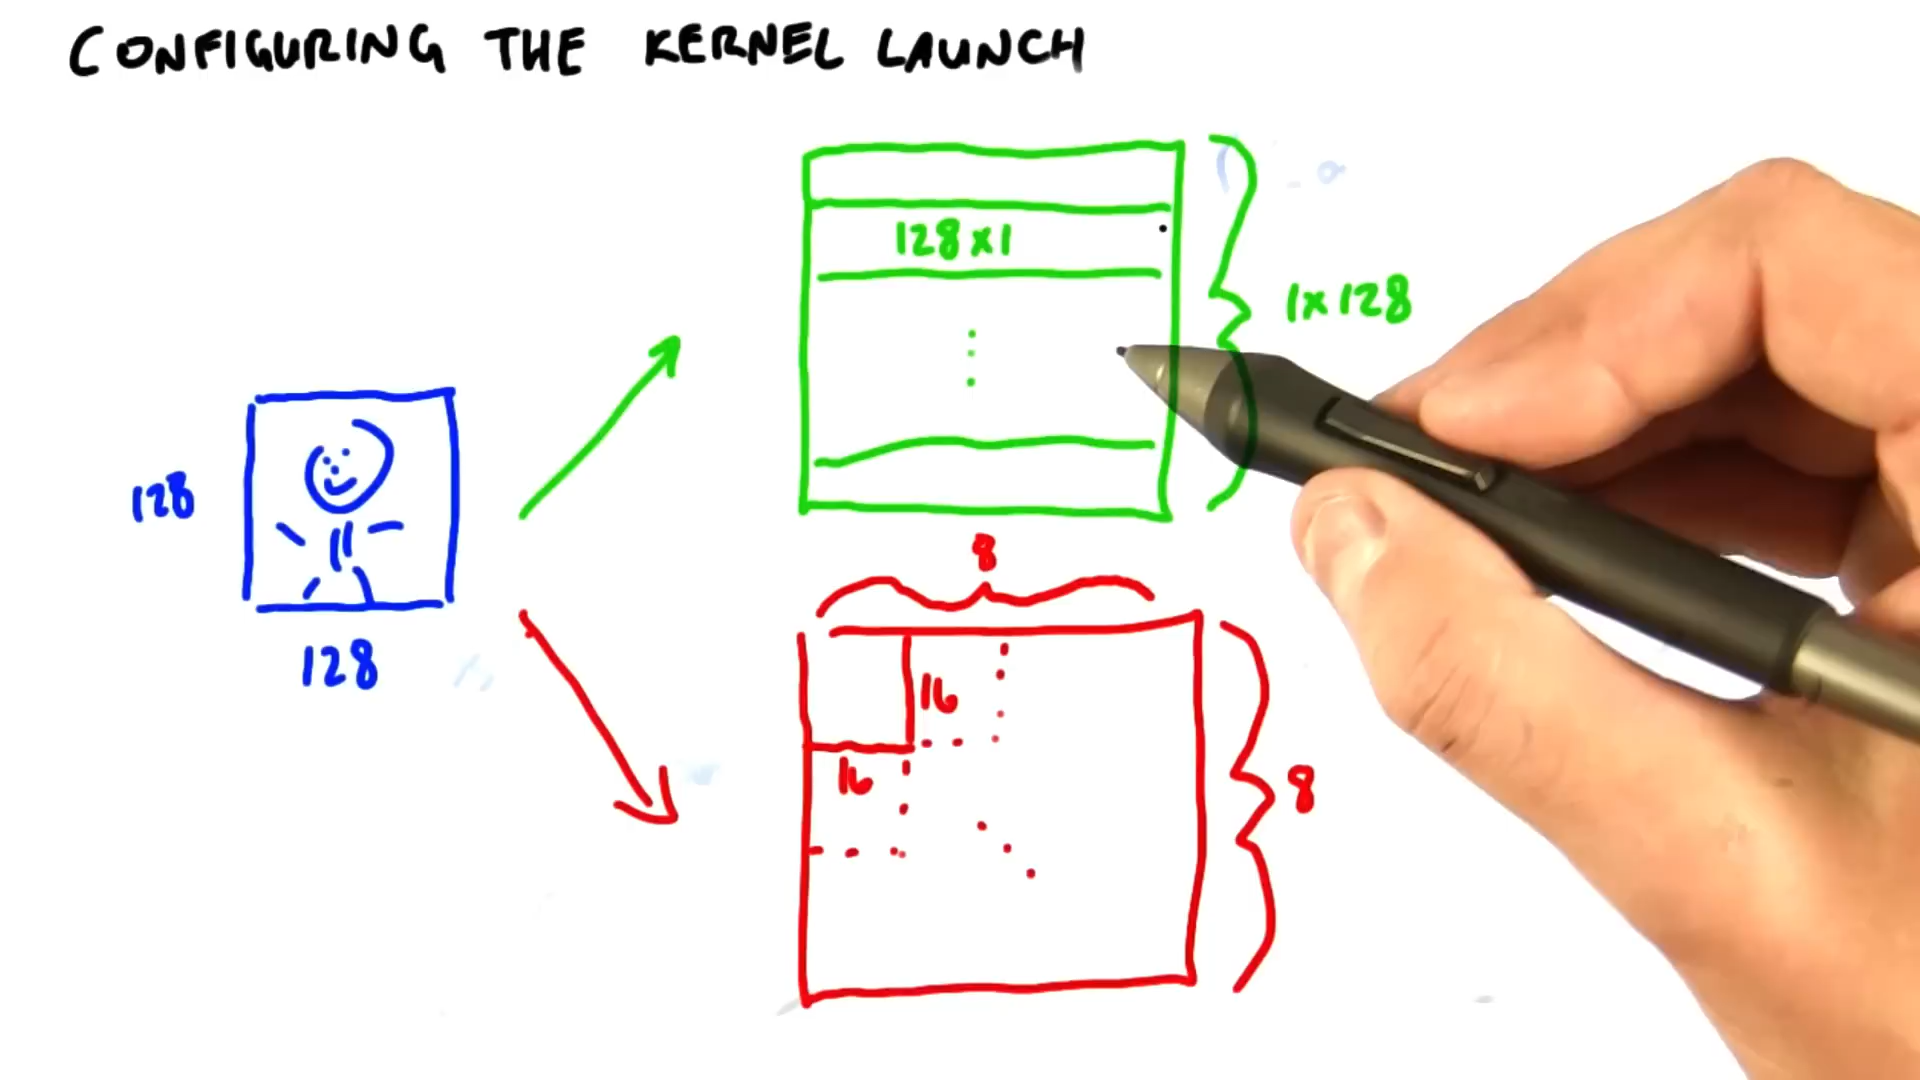 CONFIGURING THE KERNEL LAUNCH
128x1
1x128
128
128
8
16
16
8